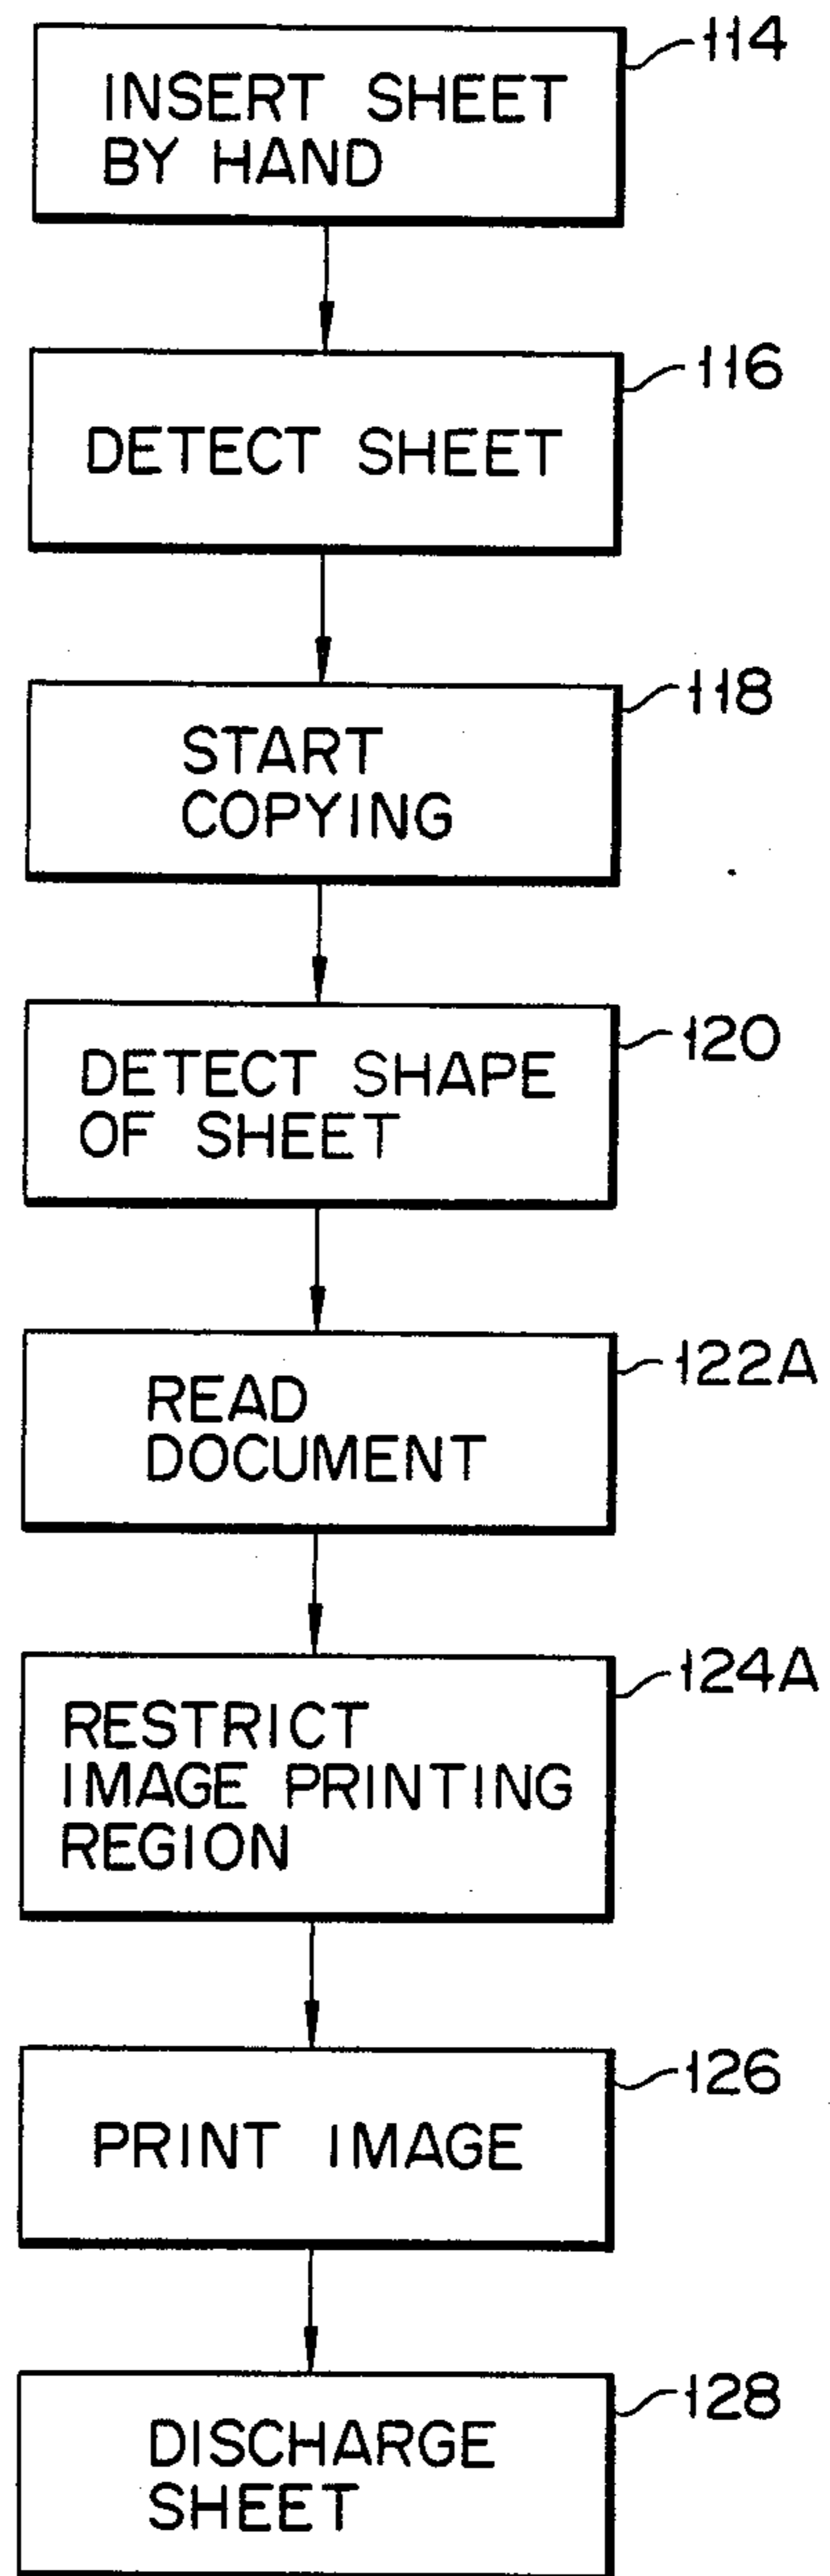 114
INSERT SHEET
BY HAND
116
DETECT SHEET
118
START
COPYING
120
DETECT SHAPE
OF SHEET
122A
READ
DOCUMENT
124A
RESTRICT
IMAGE PRINTING
REGION
126
PRINT IMAGE
128
DISCHARGE
SHEET